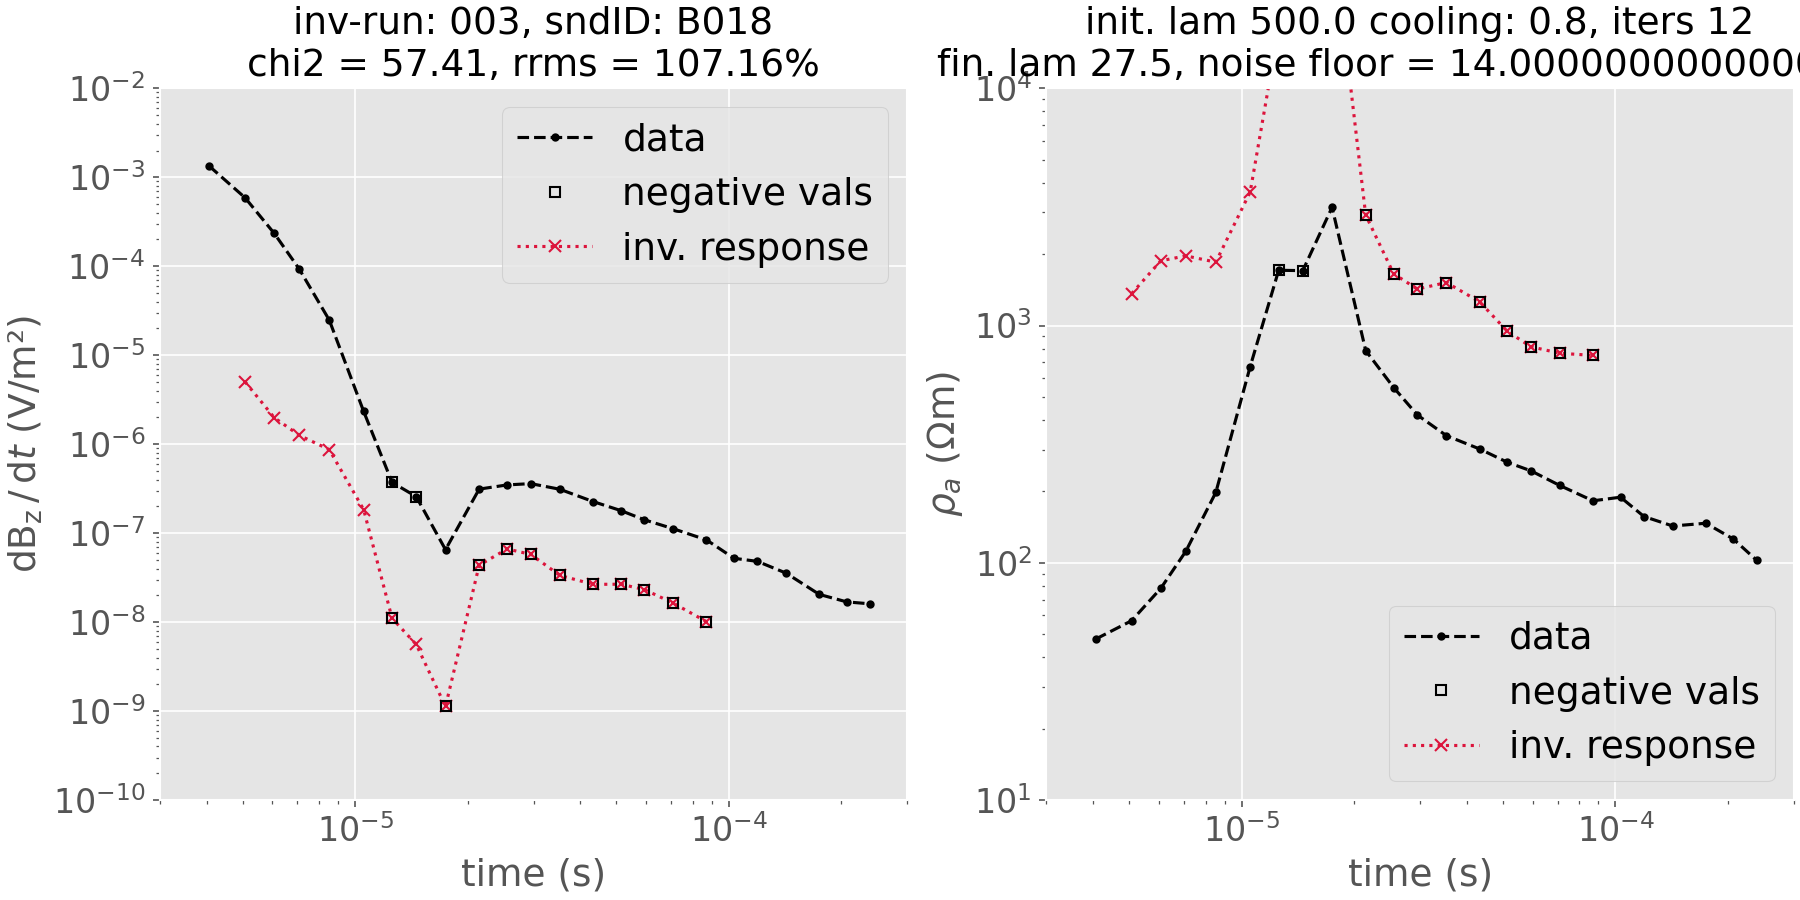 inv-run: 003, sndID: B018
chi2 = 57.41, rrms = 107.16%
10⁻²
10⁻³
10⁻⁴
10⁻⁵
10⁻⁶
10⁻⁷
10⁻⁸
10⁻⁹
10⁻¹⁰
dB_z / dt (V/m²)
data
negative vals
inv. response
10⁻⁵
10⁻⁴
time (s)
init. lam 500.0 cooling: 0.8, iters 12
fin. lam 27.5, noise floor = 14.0000000000000
10⁴
10³
10²
10¹
ρₐ (Ωm)
data
negative vals
inv. response
10⁻⁵
10⁻⁴
time (s)